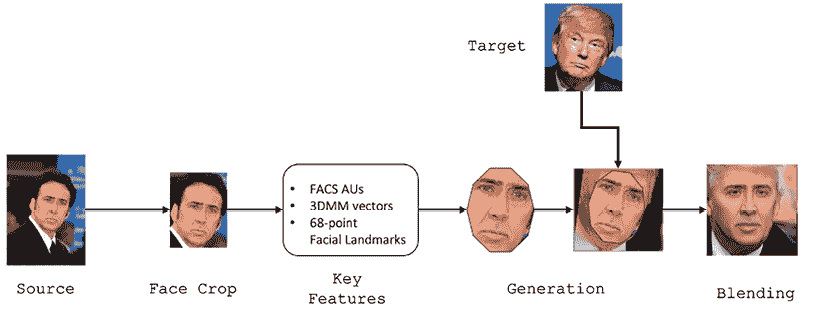 Target
FACS AUs
3DMM vectors
68-point
Facial Landmarks
Source
Face Crop
Key
Features
Generation
Blending